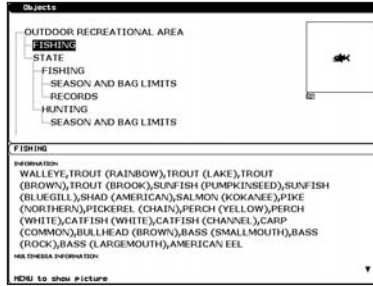 Objects
OUTDOOR RECREATIONAL AREA
FISHING
STATE
FISHING
SEASON AND BAG LIMITS
RECORDS
HUNTING
SEASON AND BAG LIMITS
FISHING
INFORMATION
WALLEYE,TROUT (RAINBOW),TROUT (LAKE),TROUT
(BROWN),TROUT (BROOK),SUNFISH (PUMPKINSEED),SUNFISH
(BLUEGILL),SHAD (AMERICAN),SALMON (KOKANEE),PIKE
(NORTHERN),PICKEREL (CHAIN),PERCH (YELLOW),PERCH
(WHITE),CATFISH (WHITE),CATFISH (CHANNEL),CARP
(COMMON),BULLHEAD (BROWN),BASS (SMALLMOUTH),BASS
(ROCK),BASS (LARGEMOUTH),AMERICAN EEL
MULTIMEDIA INFORMATION
MENU to show picture